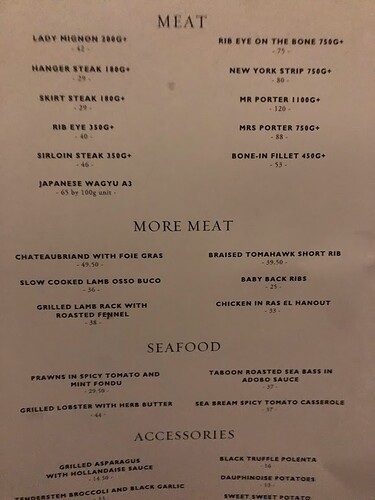 MEAT
LADY MIGNON 200G+
- 42 -
HANGER STEAK 180G+
- 29 -
SKIRT STEAK 180G+
- 29 -
RIB EYE 350G+
- 40 -
SIRLOIN STEAK 350G+
- 46 -
JAPANESE WAGYU A3
- 65 by 100g unit -
RIB EYE ON THE BONE 750G+
- 75 -
NEW YORK STRIP 750G+
- 80 -
MR PORTER 1100G+
- 120 -
MRS PORTER 750G+
- 88 -
BONE-IN FILLET 450G+
- 53 -
MORE MEAT
CHATEAUBRIAND WITH FOIE GRAS
- 49.50 -
SLOW COOKED LAMB OSSO BUCO
- 36 -
GRILLED LAMB RACK WITH
ROASTED FENNEL
- 38 -
BRAISED TOMAHAWK SHORT RIB
- 39.50 -
BABY BACK RIBS
- 25 -
CHICKEN IN RAS EL HANOUT
- 33 -
SEAFOOD
PRAWNS IN SPICY TOMATO AND
MINT FONDU
- 29.50 -
GRILLED LOBSTER WITH HERB BUTTER
- 44 -
TABOON ROASTED SEA BASS IN
ADOBO SAUCE
- 37 -
SEA BREAM SPICY TOMATO CASSEROLE
- 37 -
ACCESSORIES
GRILLED ASPARAGUS
WITH HOLLANDAISE SAUCE
- 14.50 -
TENDERSTEM BROCCOLI AND BLACK GARLIC
BLACK TRUFFLE POLENTA
DAUPHINOISE POTATOES
SWEET SWEET POTATO